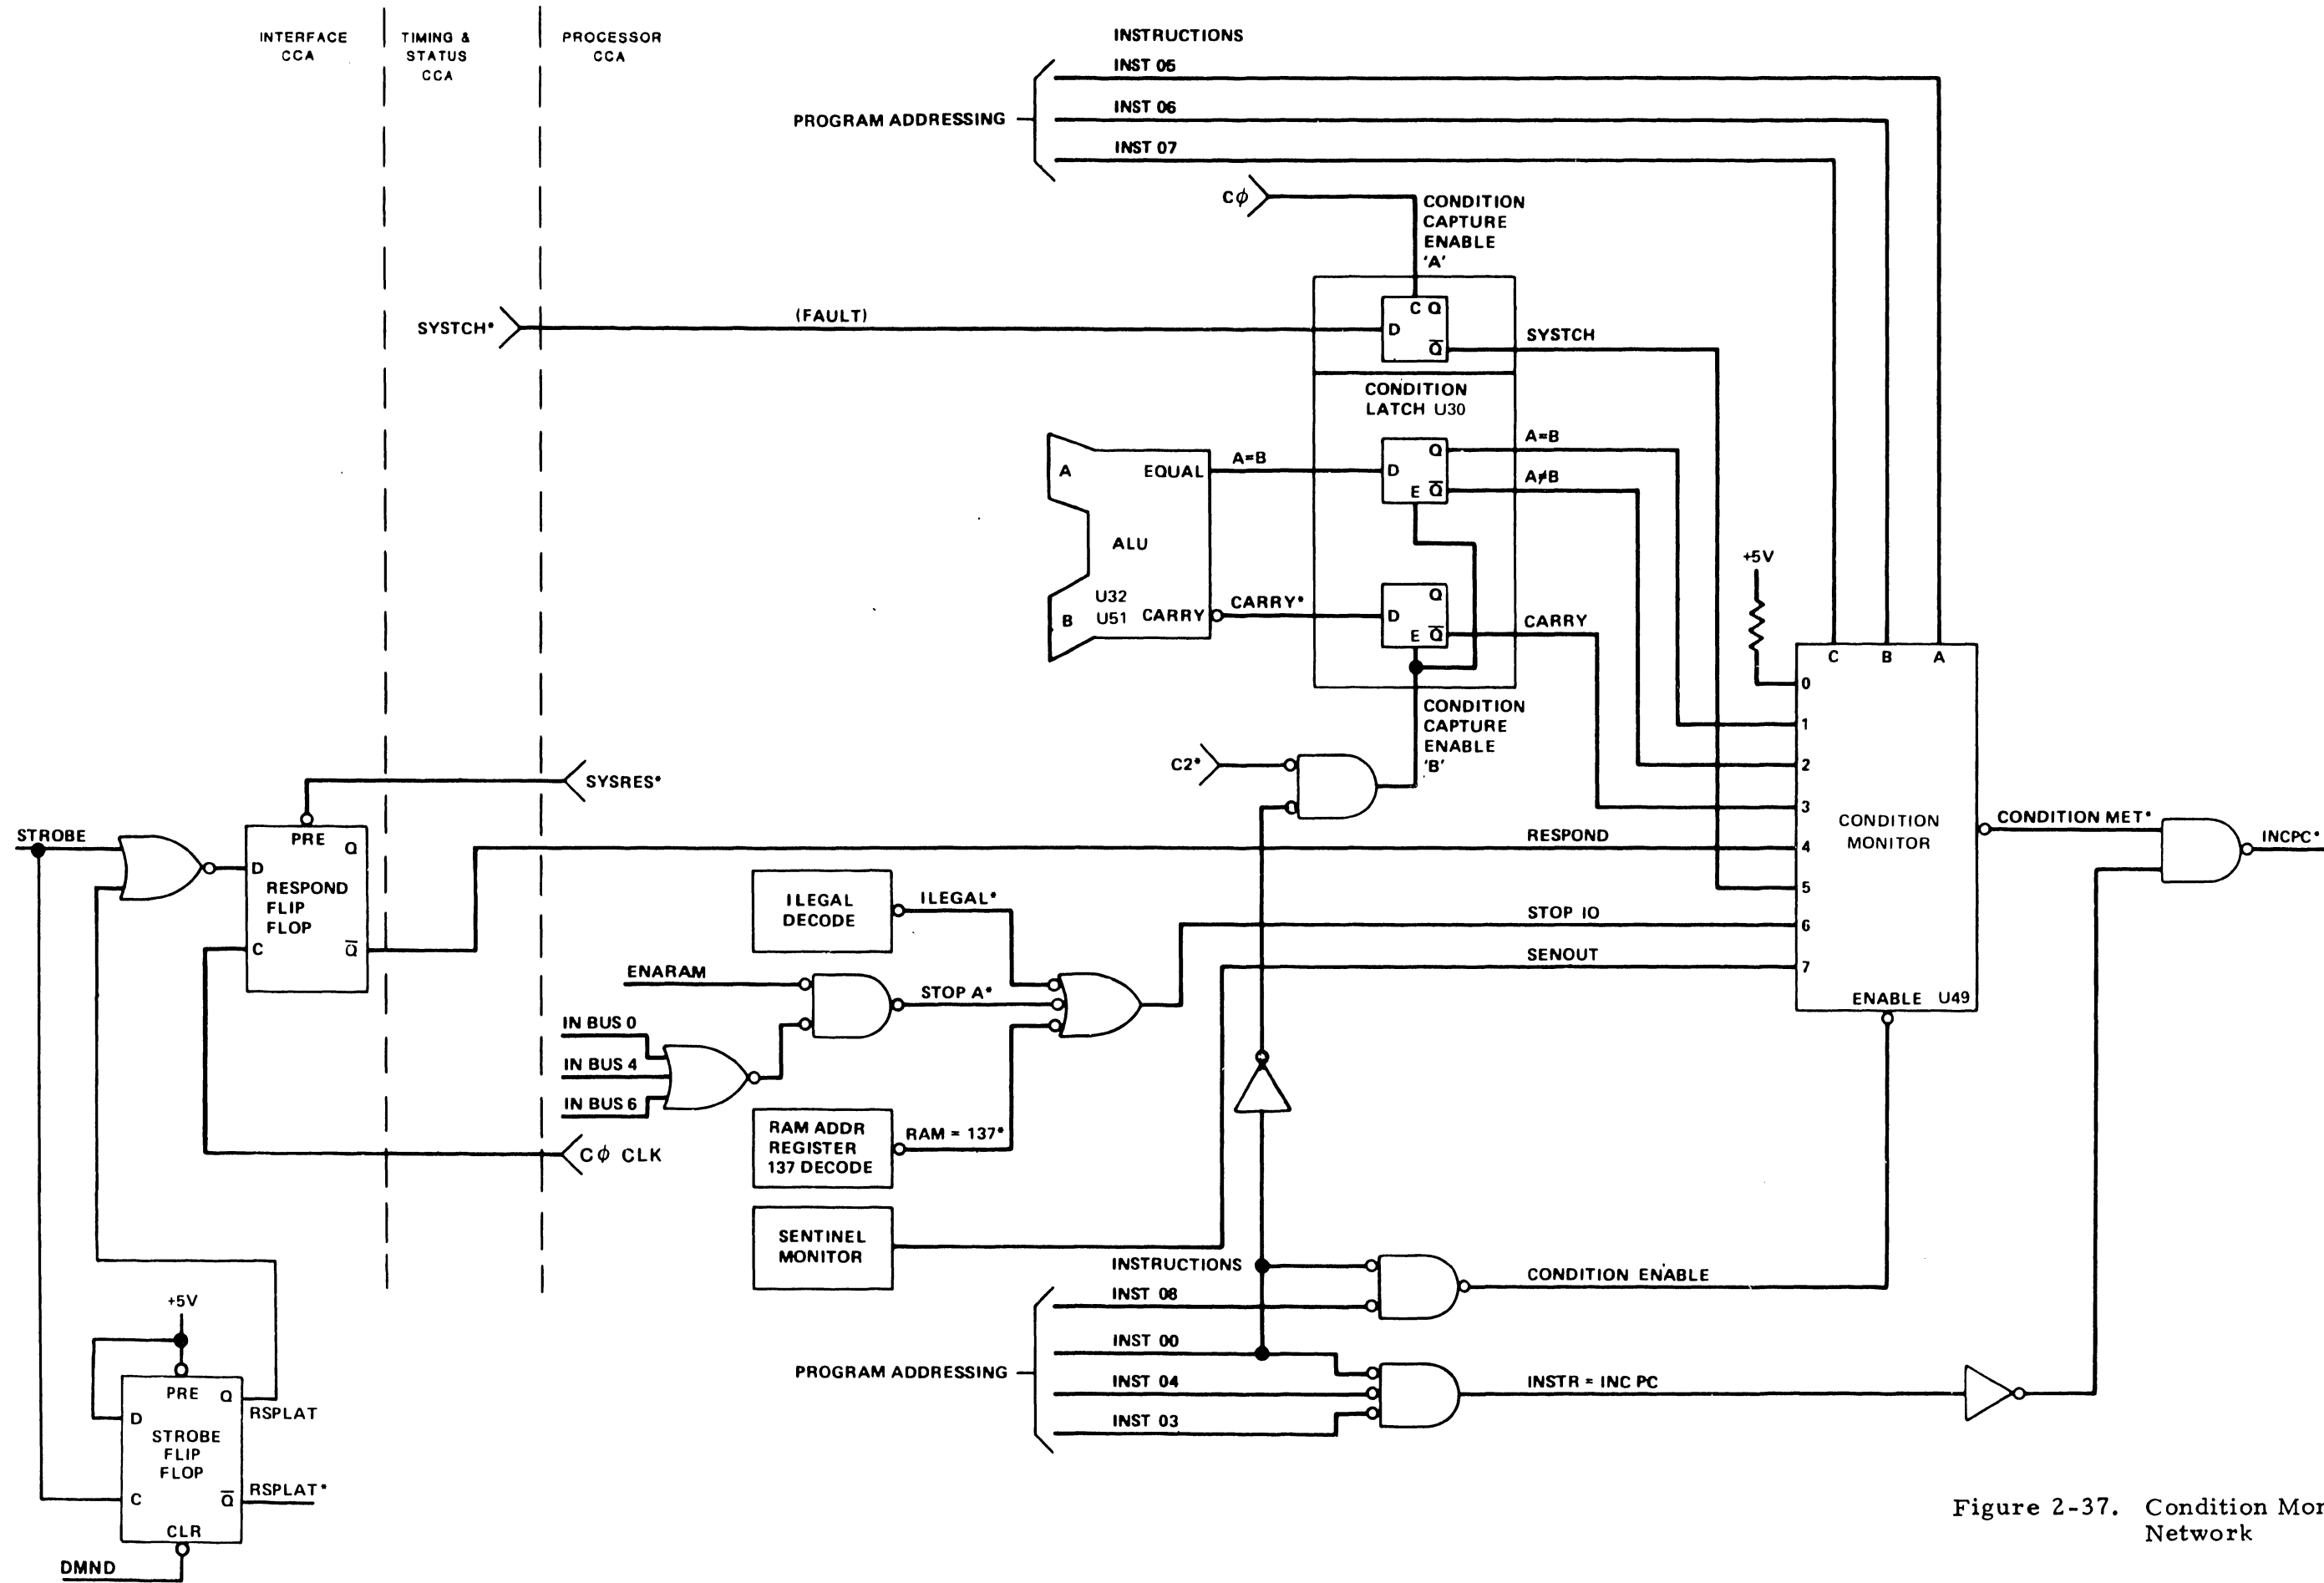 INTERFACE
CCA
TIMING &
STATUS
CCA
PROCESSOR
CCA
INSTRUCTIONS
INST 05
INST 06
INST 07
PROGRAM ADDRESSING
Cϕ
CONDITION
CAPTURE
ENABLE
'A'
SYSTCH*
(FAULT)
C Q
D
Q̅
SYSTCH
CONDITION
LATCH U30
A
EQUAL
A=B
D
Q
E Q̅
A=B
A≠B
ALU
U32
U51
B
CARRY
CARRY*
D
Q
E Q̅
CARRY
+5V
C B A
0
1
2
3
4
5
6
7
CONDITION
MONITOR
ENABLE U49
CONDITION
CAPTURE
ENABLE
'B'
C2*
SYSRES*
STROBE
PRE
Q
D
RESPOND
FLIP
FLOP
C
Q̅
RESPOND
CONDITION MET*
INCPC*
ILEGAL
DECODE
ILEGAL*
STOP IO
ENARAM
STOP A*
SENOUT
IN BUS 0
IN BUS 4
IN BUS 6
RAM ADDR
REGISTER
137 DECODE
RAM = 137*
Cϕ CLK
SENTINEL
MONITOR
INSTRUCTIONS
INST 08
INST 00
INST 04
INST 03
PROGRAM ADDRESSING
CONDITION ENABLE
INSTR = INC PC
+5V
PRE
Q
RSPLAT
D
STROBE
FLIP
FLOP
C
Q̅
RSPLAT*
CLR
DMND
Figure 2-37. Condition Mon
Network